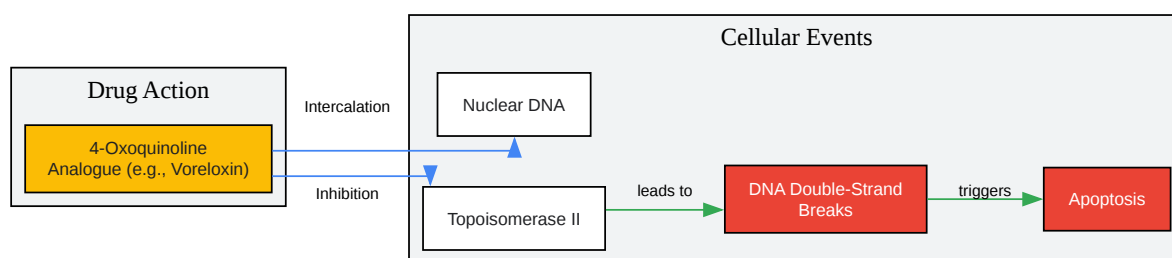 Cellular Events
Drug Action
Nuclear DNA
Intercalation
4-Oxoquinoline
Analogue (e.g., Voreloxin)
Inhibition
Topoisomerase II
leads to
DNA Double-Strand
Breaks
triggers
Apoptosis